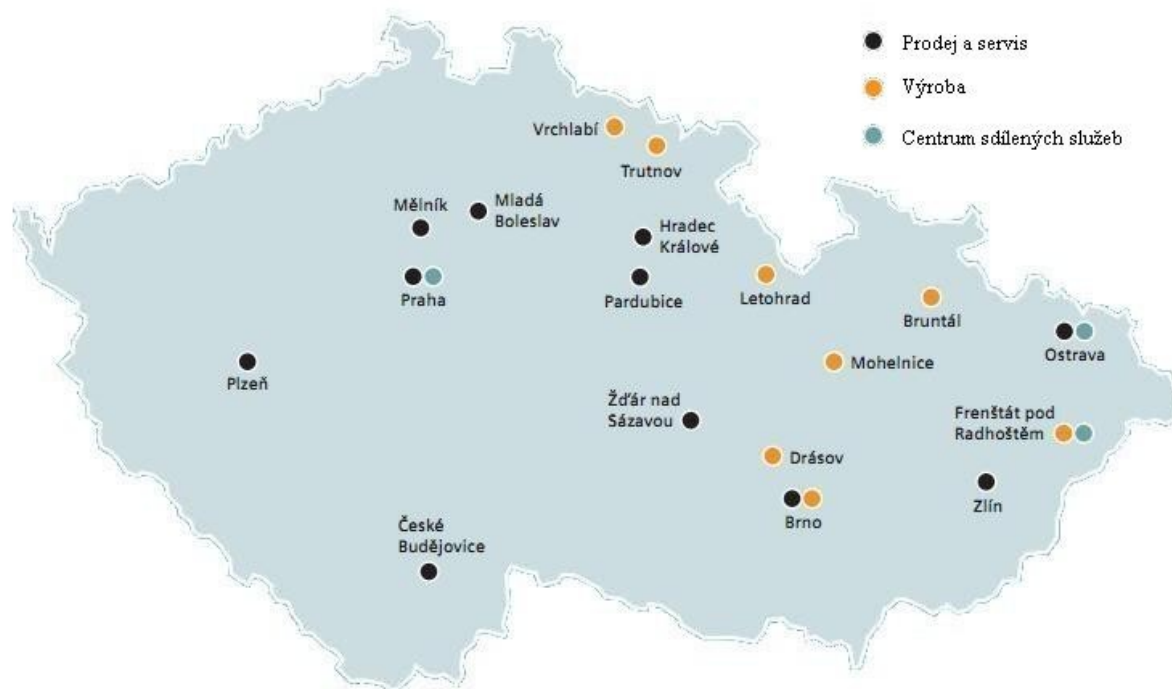 Prodej a servis
Výroba
Centrum sdílených služeb
Vrchlabí
Trutnov
Mladá
Boleslav
Mělník
Hradec
Králové
Praha
Pardubice
Letohrad
Bruntál
Ostrava
Plzeň
Mohelnice
Žďár nad
Sázavou
Frenštát pod
Radhoštěm
Drásov
Zlín
Brno
České
Budějovice